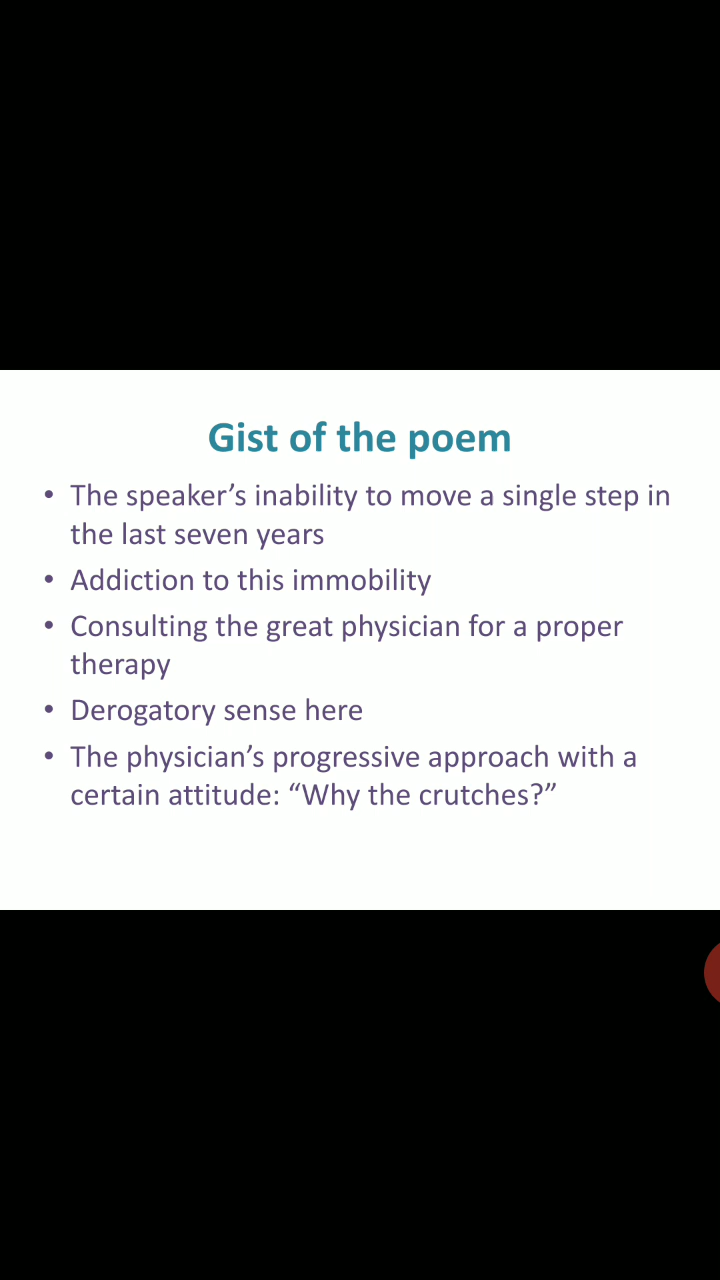 Gist of the poem
• The speaker’s inability to move a single step in
the last seven years
• Addiction to this immobility
• Consulting the great physician for a proper
therapy
• Derogatory sense here
• The physician’s progressive approach with a
certain attitude: “Why the crutches?”